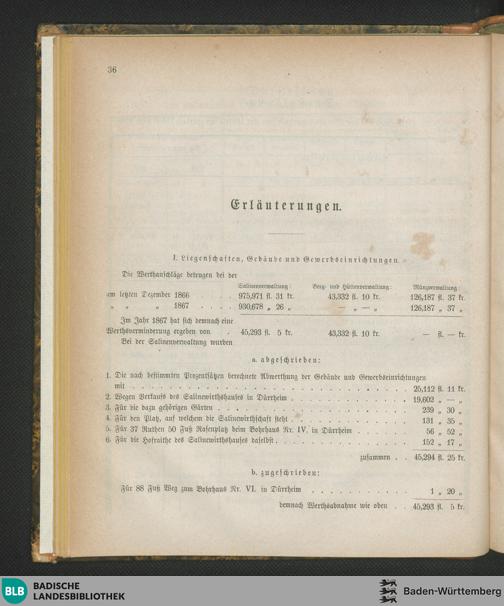 36
Erläuterungen.
I. Liegenschaften, Gebäude und Gewerbseinrichtungen.
Die Werthanschläge betrugen bei der
Salinenverwaltung: Berg- und Hüttenverwaltung: Münzverwaltung:
am letzten Dezember 1866 . . . . 975,971 fl. 31 kr. 43,332 fl. 10 kr. 126,187 fl. 37 kr.
„ „ „ 1867 . . . . 930,678 „ 26 „ — „ — „ 126,187 „ 37 „
Im Jahr 1867 hat sich demnach eine
Werthsverminderung ergeben von . 45,293 fl. 5 kr. 43,332 fl. 10 kr. — fl. — kr.
Bei der Salinenverwaltung wurden
a. abgeschrieben:
1. Die nach bestimmten Prozentsätzen berechnete Abwerthung der Gebäude und Gewerbseinrichtungen
mit . . . . 25,112 fl. 11 kr.
2. Wegen Verkaufs des Salinewirthshauses in Dürrheim . . . . 19,602 „ — „
3. Für die dazu gehörigen Gärten . . . . 239 „ 30 „
4. Für den Platz, auf welchem die Salinewirthschaft steht . . . . 131 „ 35 „
5. Für 37 Ruthen 50 Fuß Rasenplatz beim Bohrhaus Nr. IV. in Dürrheim . . . . 56 „ 52 „
6. Für die Hofraithe des Salinewirthshauses daselbst . . . . 152 „ 17 „
zusammen . . 45,294 fl. 25 kr.
b. zugeschrieben:
Für 88 Fuß Weg zum Bohrhaus Nr. VI. in Dürrheim . . . . 1 „ 20 „
demnach Werthsabnahme wie oben . . 45,293 fl. 5 kr.
BLB BADISCHE
LANDESBIBLIOTHEK
Baden-Württemberg